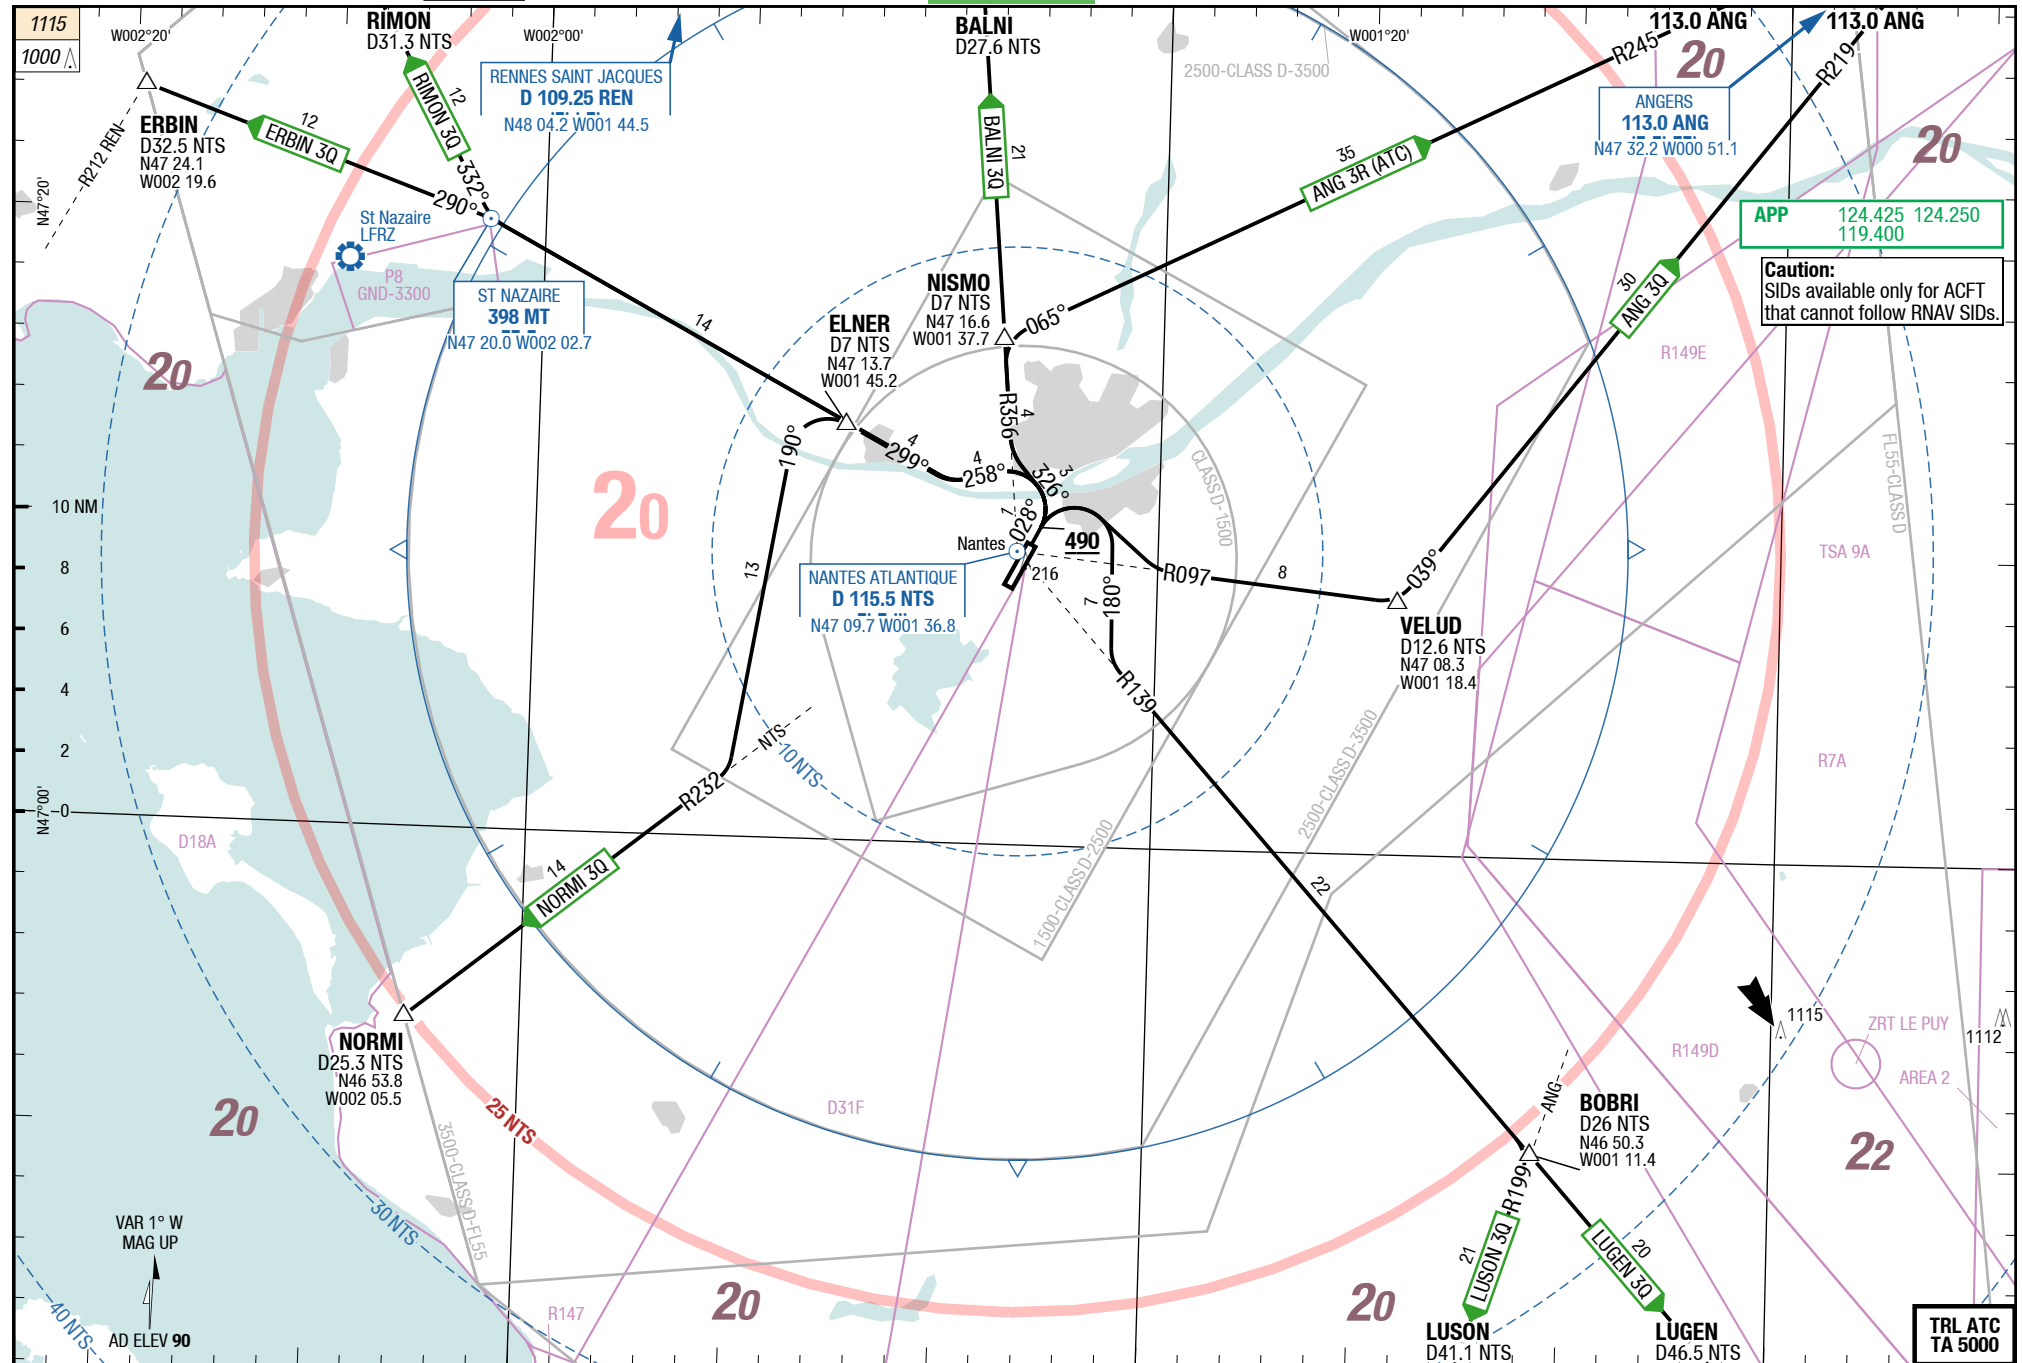 1115
1000
W002°20'
RIMON
D31.3 NTS
W002°00'
BALNI
D27.6 NTS
W001°20'
113.0 ANG
113.0 ANG
R245
R219
20
2500-CLASS D-3500
RENNES SAINT JACQUES
D 109.25 REN
N48 04.2 W001 44.5
ANGERS
113.0 ANG
N47 32.2 W000 51.1
20
ERBIN
D32.5 NTS
N47 24.1
W002 19.6
R212 REN
12
ERBIN 3Q
12
RIMON 3Q
332°
290°
21
BALNI 3Q
35
ANG 3R (ATC)
N47°20'
St Nazaire
LFRZ
P8
GND-3300
ST NAZAIRE
398 MT
N47 20.0 W002 02.7
APP 124.425 124.250
119.400
Caution:
SIDs available only for ACFT
that cannot follow RNAV SIDs.
30
ANG 3Q
R149E
NISMO
D7 NTS
N47 16.6
W001 37.7
065°
ELNER
D7 NTS
N47 13.7
W001 45.2
14
20
20
R356
4
4
299°
4
258°
326°
3
190°
13
1
028°
CLASS D-1500
FL55-CLASS D
10 NM
8
6
4
2
0
N47°00'
Nantes
490
216
NANTES ATLANTIQUE
D 115.5 NTS
N47 09.7 W001 36.8
R097
8
7
180°
039°
TSA 9A
VELUD
D12.6 NTS
N47 08.3
W001 18.4
R139
NTS
R232
10 NTS
2500-CLASS D-3500
R7A
D18A
14
NORMI 3Q
1500-CLASS D-2500
22
NORMI
D25.3 NTS
N46 53.8
W002 05.5
1115
1112
ZRT LE PUY
AREA 2
R149D
20
25 NTS
D31F
ANG
BOBRI
D26 NTS
N46 50.3
W001 11.4
22
3500-CLASS D-FL55
30 NTS
R199
21
LUSON 3Q
20
LUGEN 3Q
VAR 1° W
MAG UP
AD ELEV 90
40 NTS
R147
20
20
LUSON
D41.1 NTS
LUGEN
D46.5 NTS
TRL ATC
TA 5000